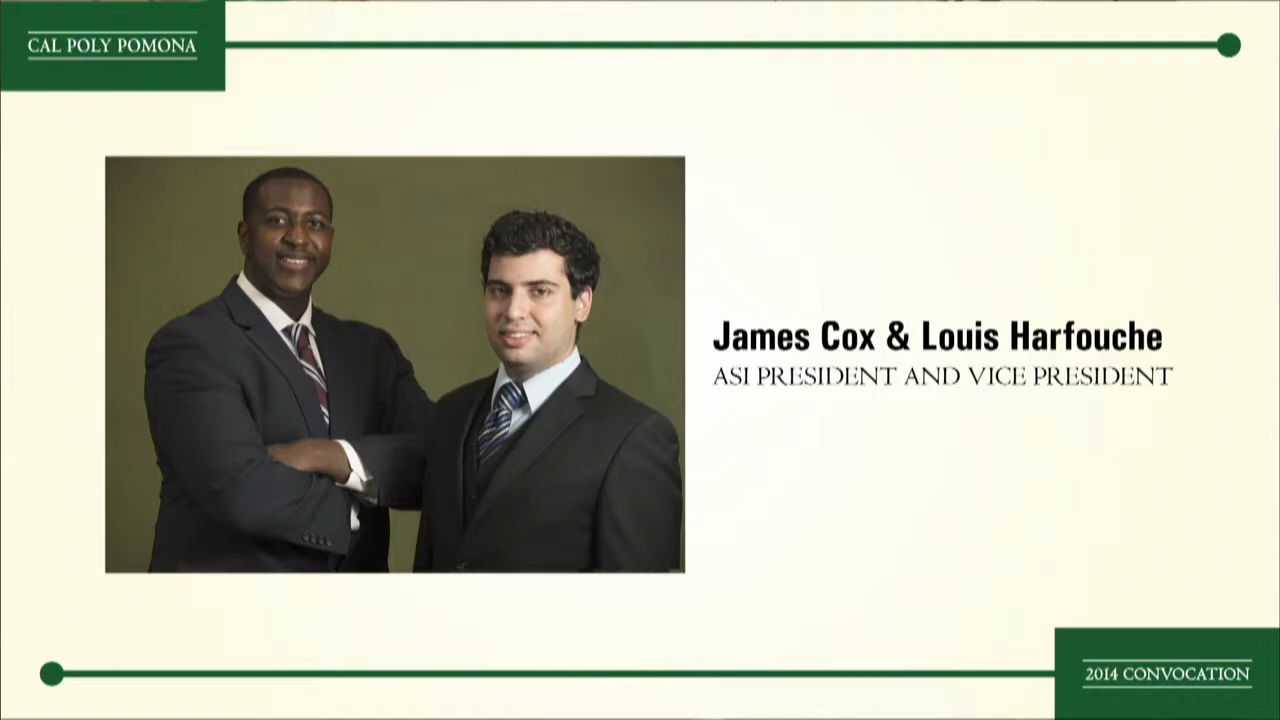 CAL POLY POMONA
James Cox & Louis Harfouche
ASI PRESIDENT AND VICE PRESIDENT
2014 CONVOCATION